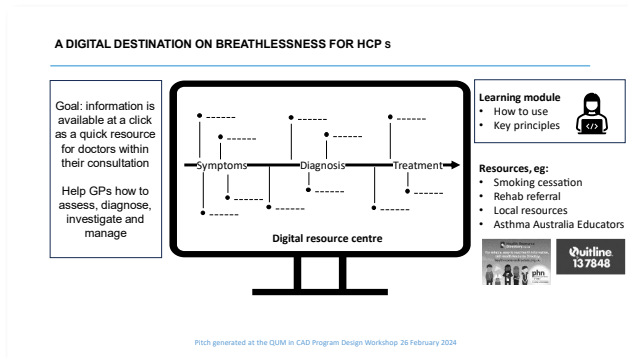 A DIGITAL DESTINATION ON BREATHLESSNESS FOR HCP s
Goal: information is
available at a click
as a quick resource
for doctors within
their consultation
Help GPs how to
assess, diagnose,
investigate and
manage
Symptoms
Diagnosis
Treatment
Digital resource centre
Learning module
• How to use
• Key principles
</>
Resources, eg:
• Smoking cessation
• Rehab referral
• Local resources
• Asthma Australia Educators
phn
Quitline
137848
Pitch generated at the QUM in CAD Program Design Workshop 26 February 2024